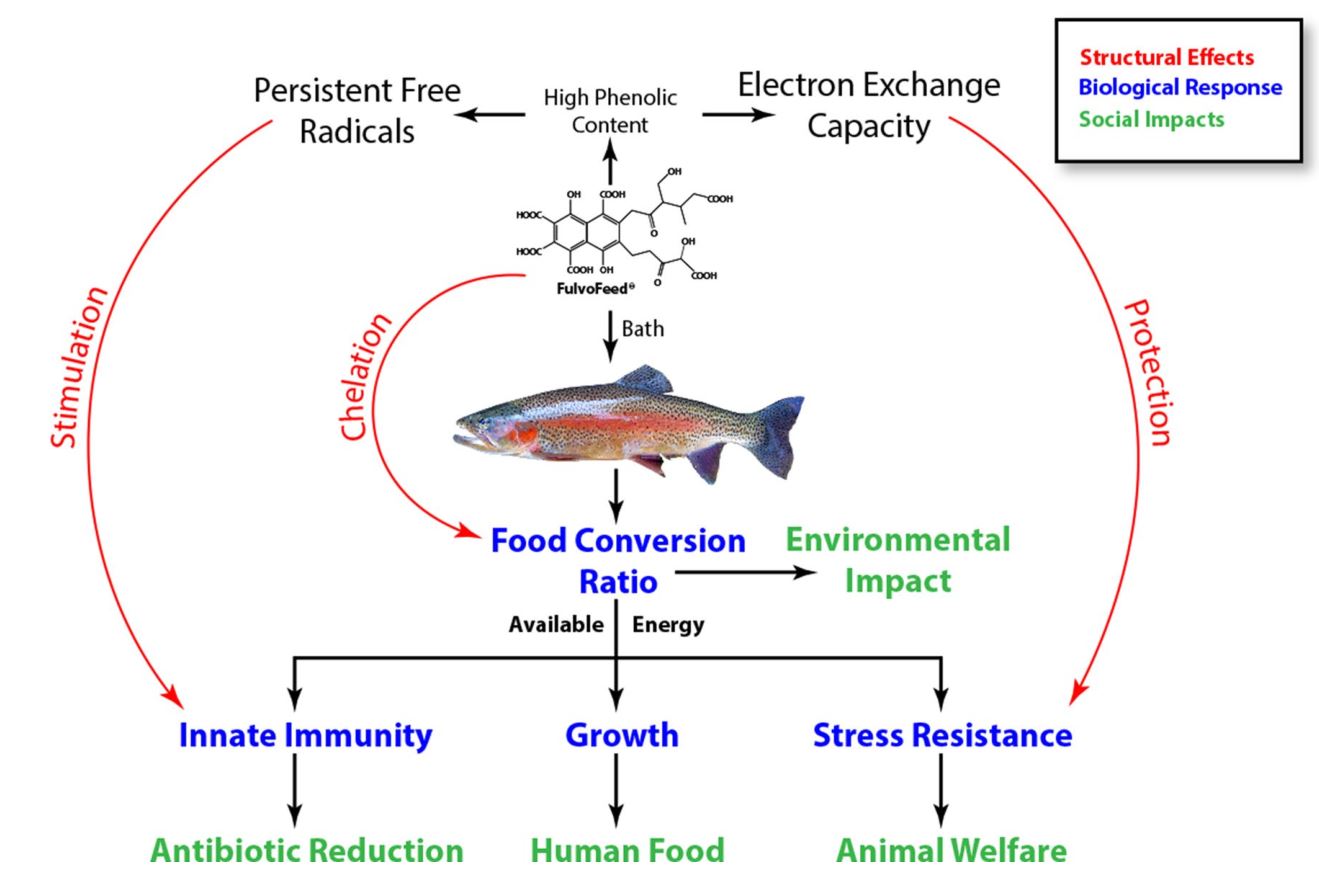 Structural Effects
Biological Response
Social Impacts
Persistent Free
Radicals
High Phenolic
Content
Electron Exchange
Capacity
OH
COOH
OH
COOH
HOOC
O
HOOC
OH
COOH
OH
O
COOH
FulvoFeed®
Bath
Stimulation
Chelation
Protection
Food Conversion
Ratio
Environmental
Impact
Available Energy
Innate Immunity
Growth
Stress Resistance
Antibiotic Reduction
Human Food
Animal Welfare